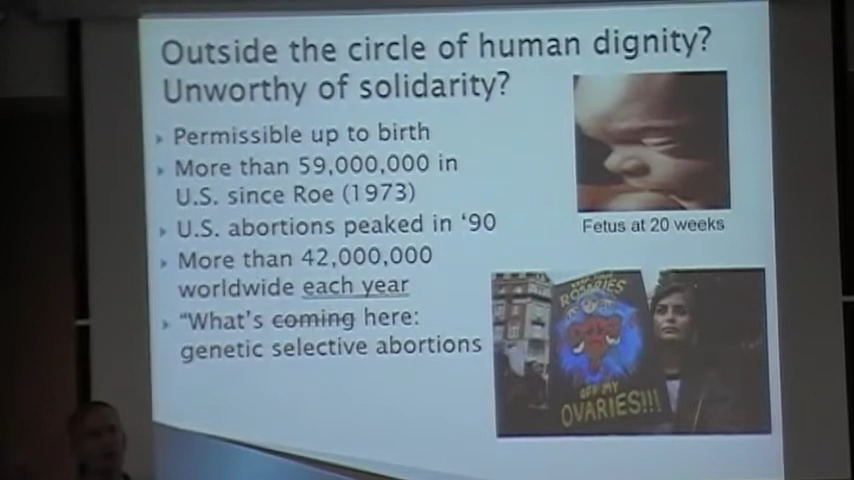 Outside the circle of human dignity?
Unworthy of solidarity?
Permissible up to birth
More than 59,000,000 in
U.S. since Roe (1973)
U.S. abortions peaked in ‘90
More than 42,000,000
worldwide each year
“What’s coming here:
genetic selective abortions
Fetus at 20 weeks
ROSARIES
OFF MY
OVARIES!!!